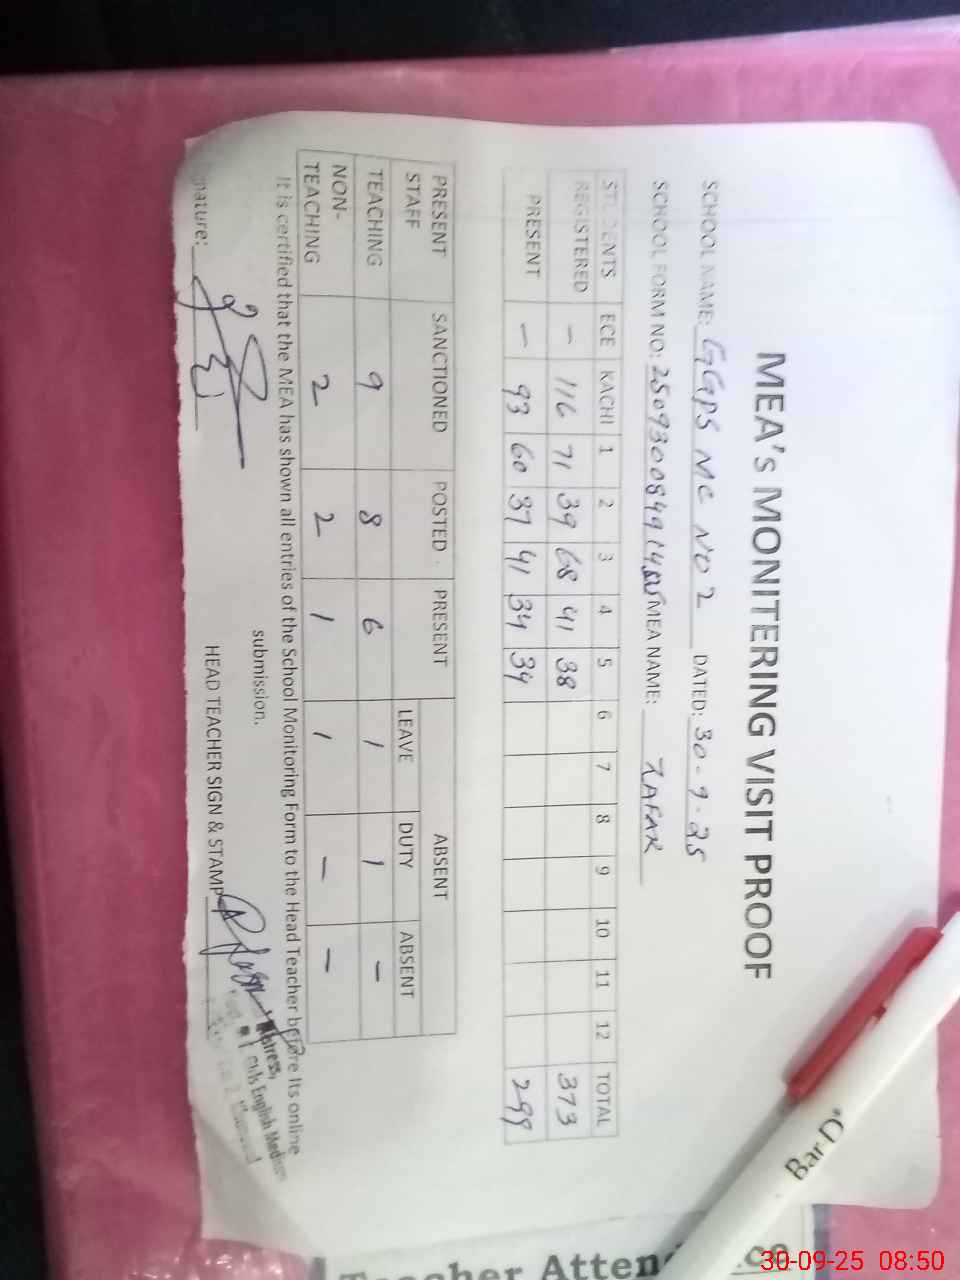 MEA's MONITERING VISIT PROOF
SCHOOL NAME: GGPS MC NO 2 DATED: 30-9-25
SCHOOL FORM NO: MEA NAME: ZAFAR
STUDENTS ECE KACHI 1 2 3 4 5 6 7 8 9 10 11 12 TOTAL
REGISTERED - 116 71 39 68 41 38 373
PRESENT - 93 60 37 41 34 34 299
PRESENT STAFF SANCTIONED POSTED PRESENT ABSENT
LEAVE DUTY ABSENT
TEACHING 9 8 6 1 1 -
NON-TEACHING 2 2 1 1 - -
It is certified that the MEA has shown all entries of the School Monitoring Form to the Head Teacher before Its online
submission.
nature: HEAD TEACHER SIGN & STAMP
English Medium
Bar-D
Teacher Atten
30-09-25 08:50